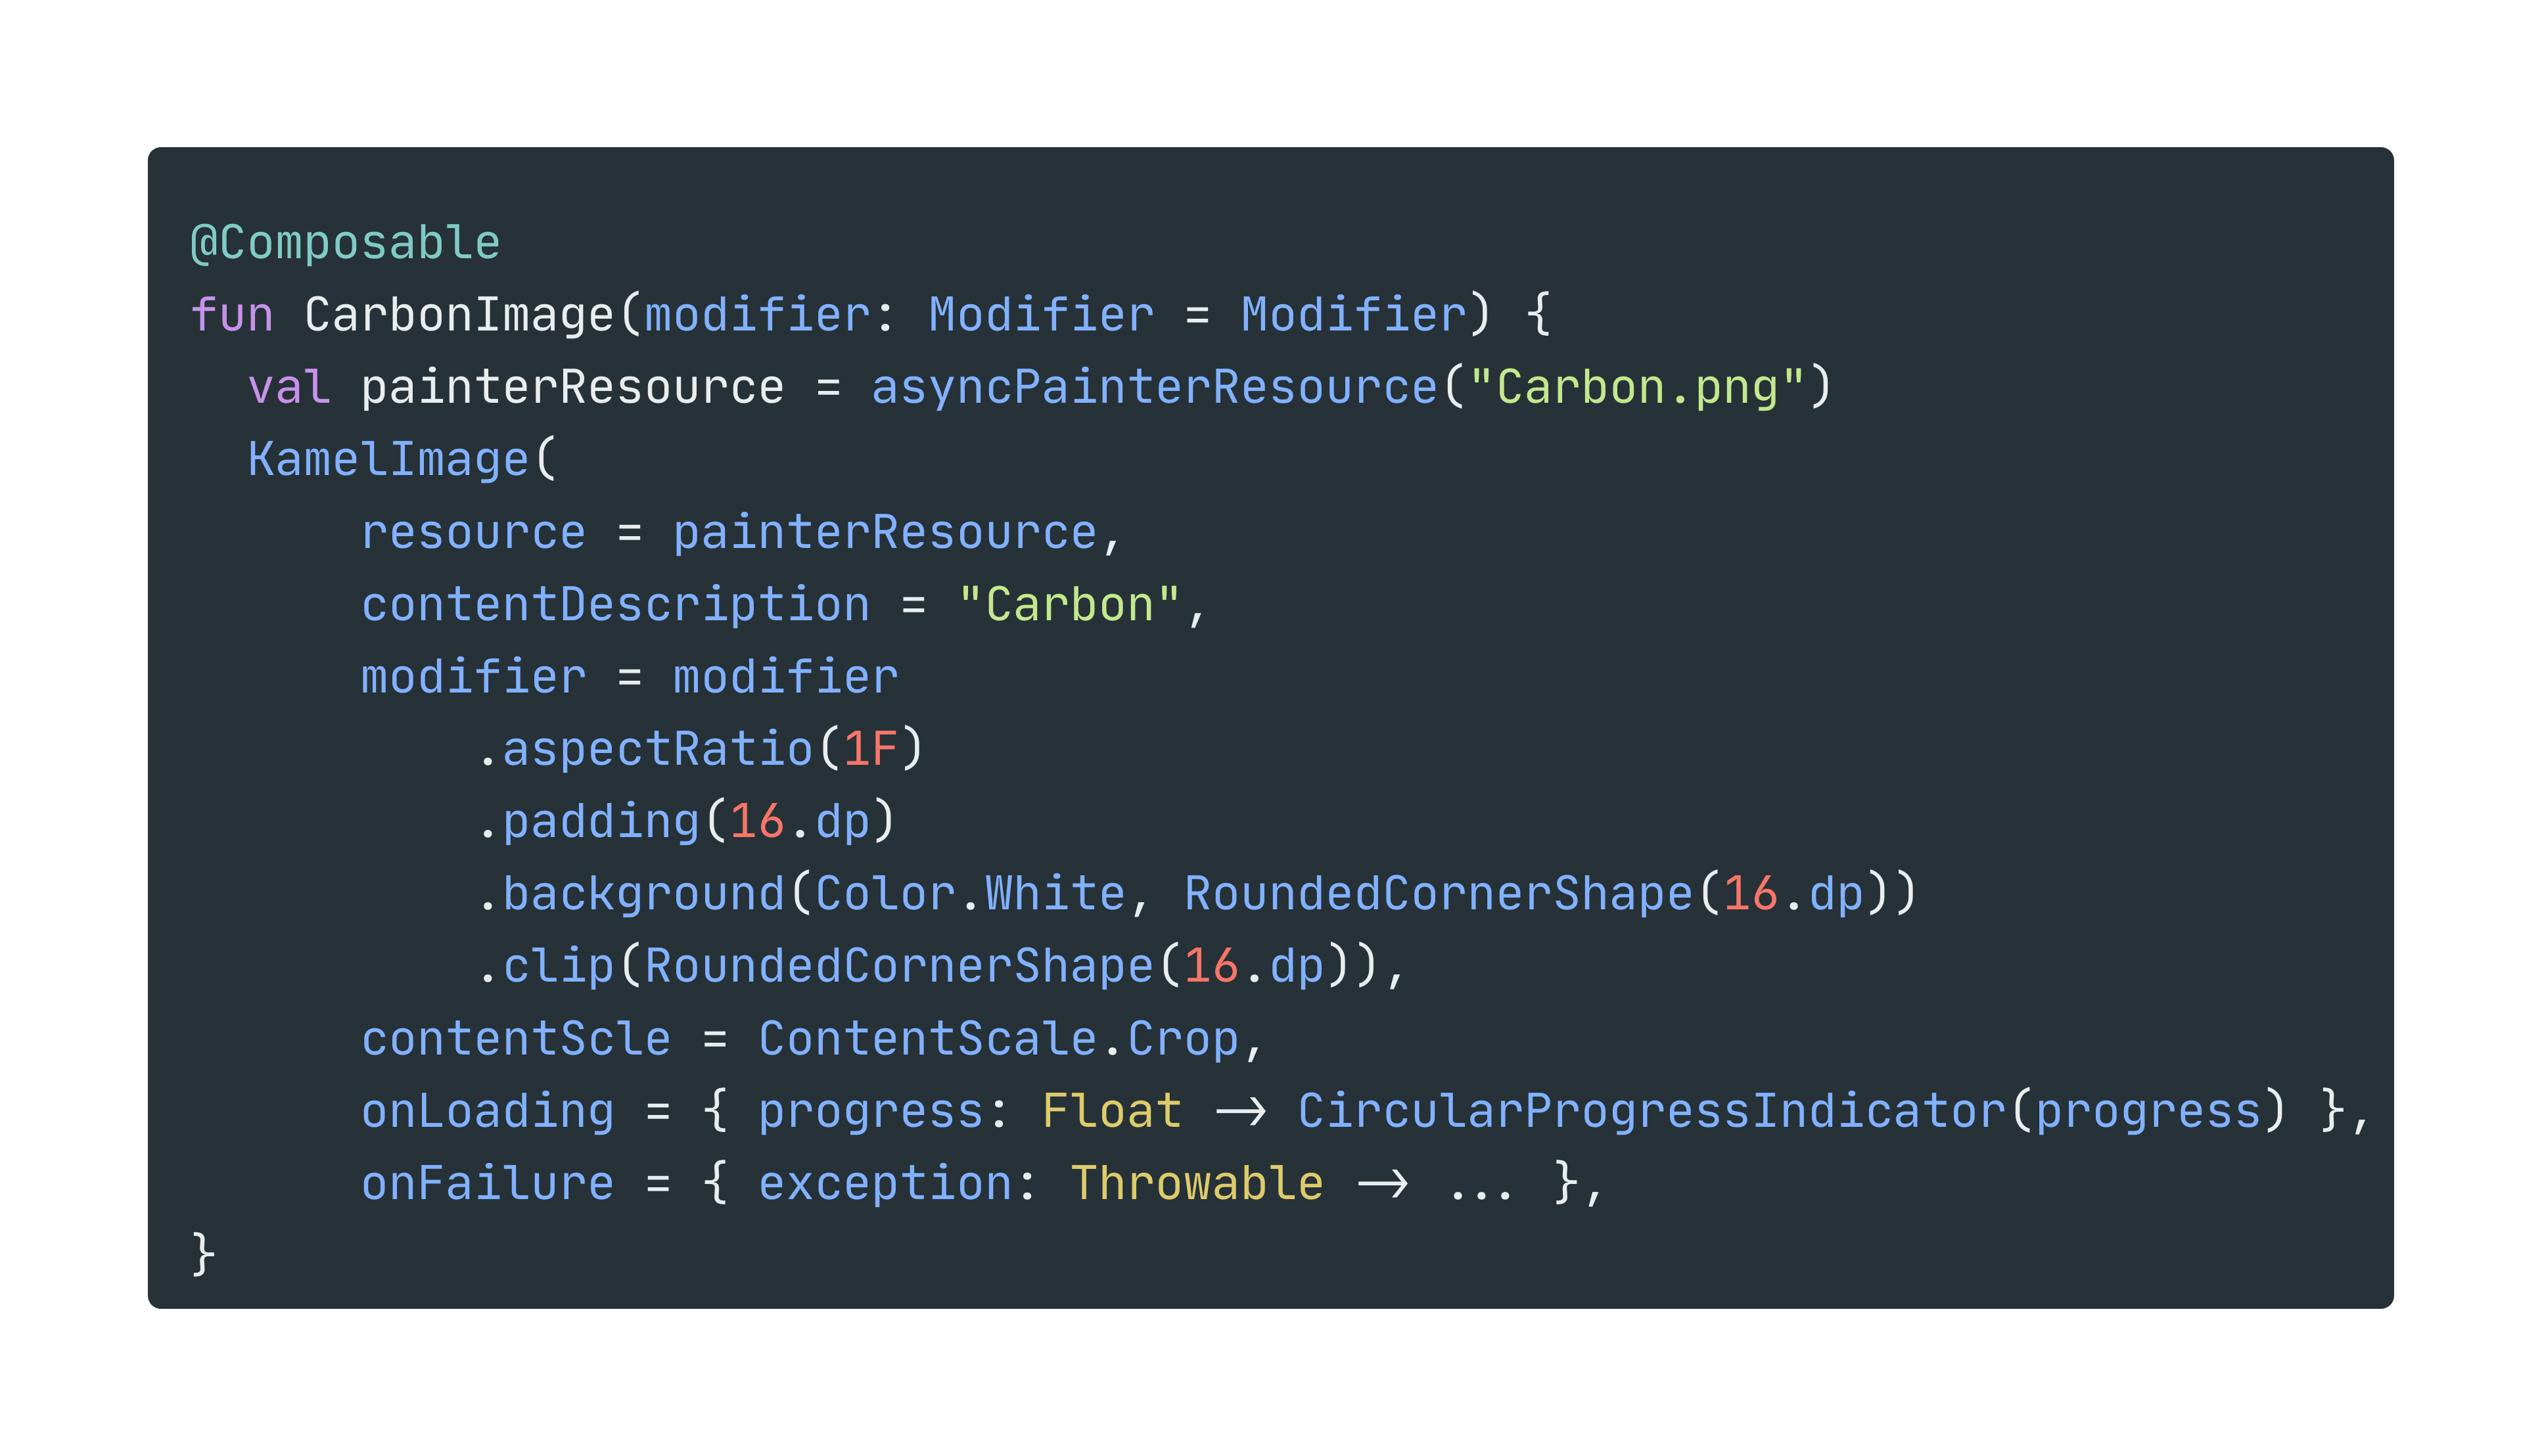 @Composable
fun CarbonImage(modifier: Modifier = Modifier) {
  val painterResource = asyncPainterResource("Carbon.png")
  KamelImage(
      resource = painterResource,
      contentDescription = "Carbon",
      modifier = modifier
          .aspectRatio(1F)
          .padding(16.dp)
          .background(Color.White, RoundedCornerShape(16.dp))
          .clip(RoundedCornerShape(16.dp)),
      contentScle = ContentScale.Crop,
      onLoading = { progress: Float -> CircularProgressIndicator(progress) },
      onFailure = { exception: Throwable -> ... },
}